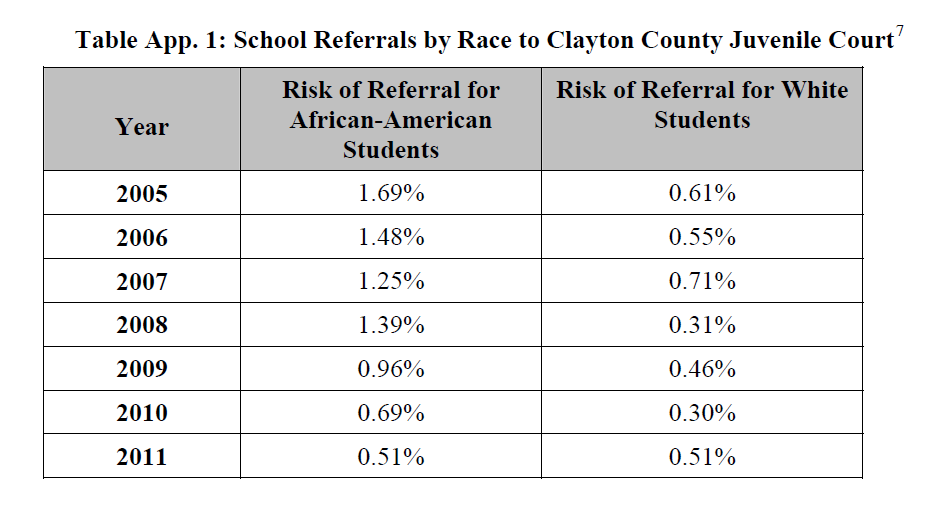 Table App. 1: School Referrals by Race to Clayton County Juvenile Court7
Year
Risk of Referral for
African-American
Students
Risk of Referral for White
Students
2005 1.69% 0.61%
2006 1.48% 0.55%
2007 1.25% 0.71%
2008 1.39% 0.31%
2009 0.96% 0.46%
2010 0.69% 0.30%
2011 0.51% 0.51%